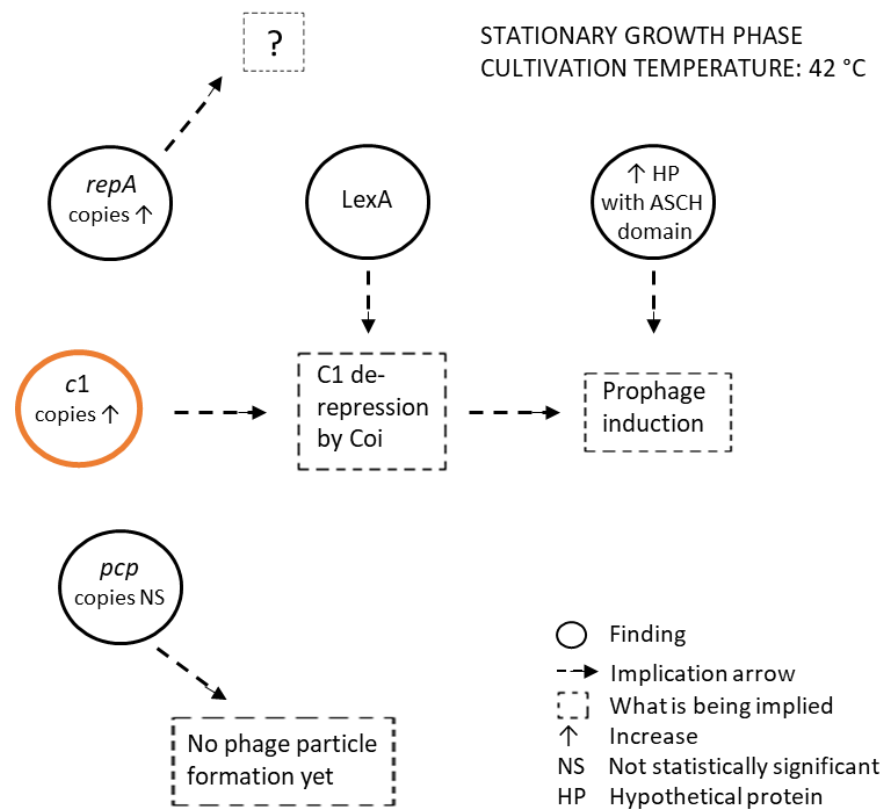 ?
STATIONARY GROWTH PHASE
CULTIVATION TEMPERATURE: 42 °C
repA
copies ↑
LexA
↑ HP
with ASCH
domain
c1
copies ↑
C1 de-
repression
by Coi
Prophage
induction
pcp
copies NS
No phage particle
formation yet
Finding
Implication arrow
What is being implied
↑ Increase
NS Not statistically significant
HP Hypothetical protein